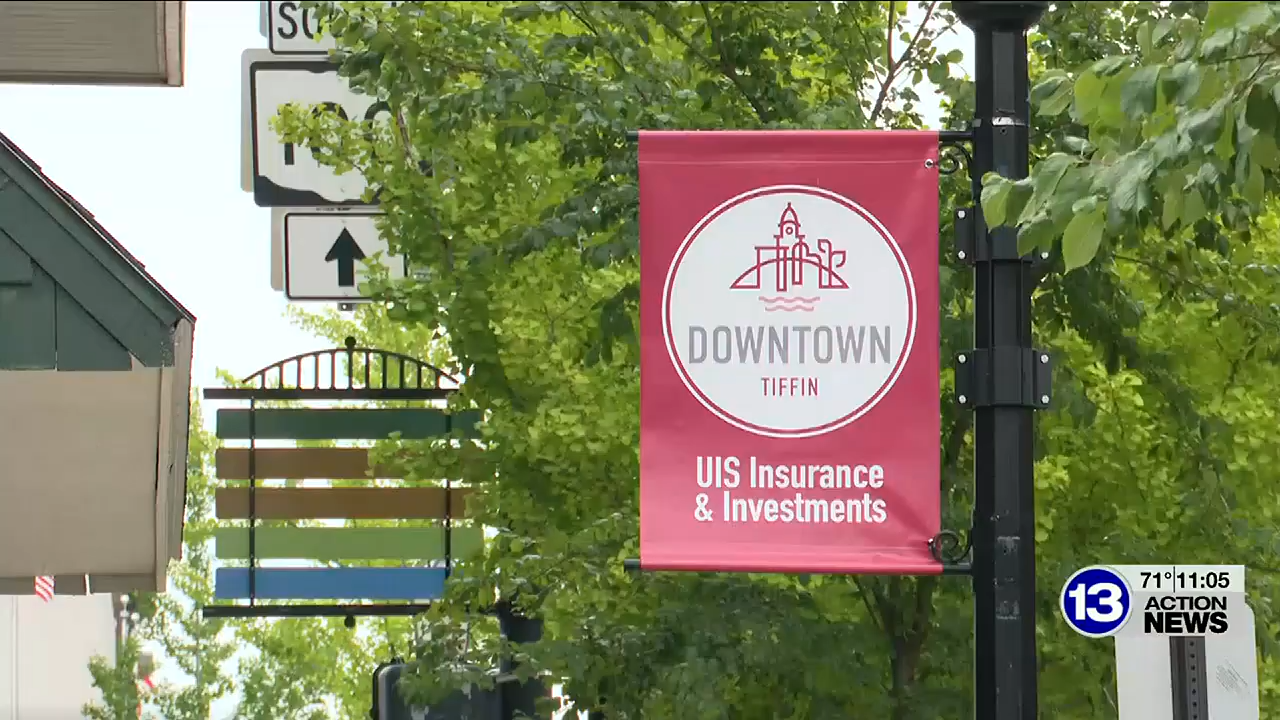 DOWNTOWN
TIFFIN
UIS Insurance
& Investments
13
71° 11:05
ACTION
NEWS